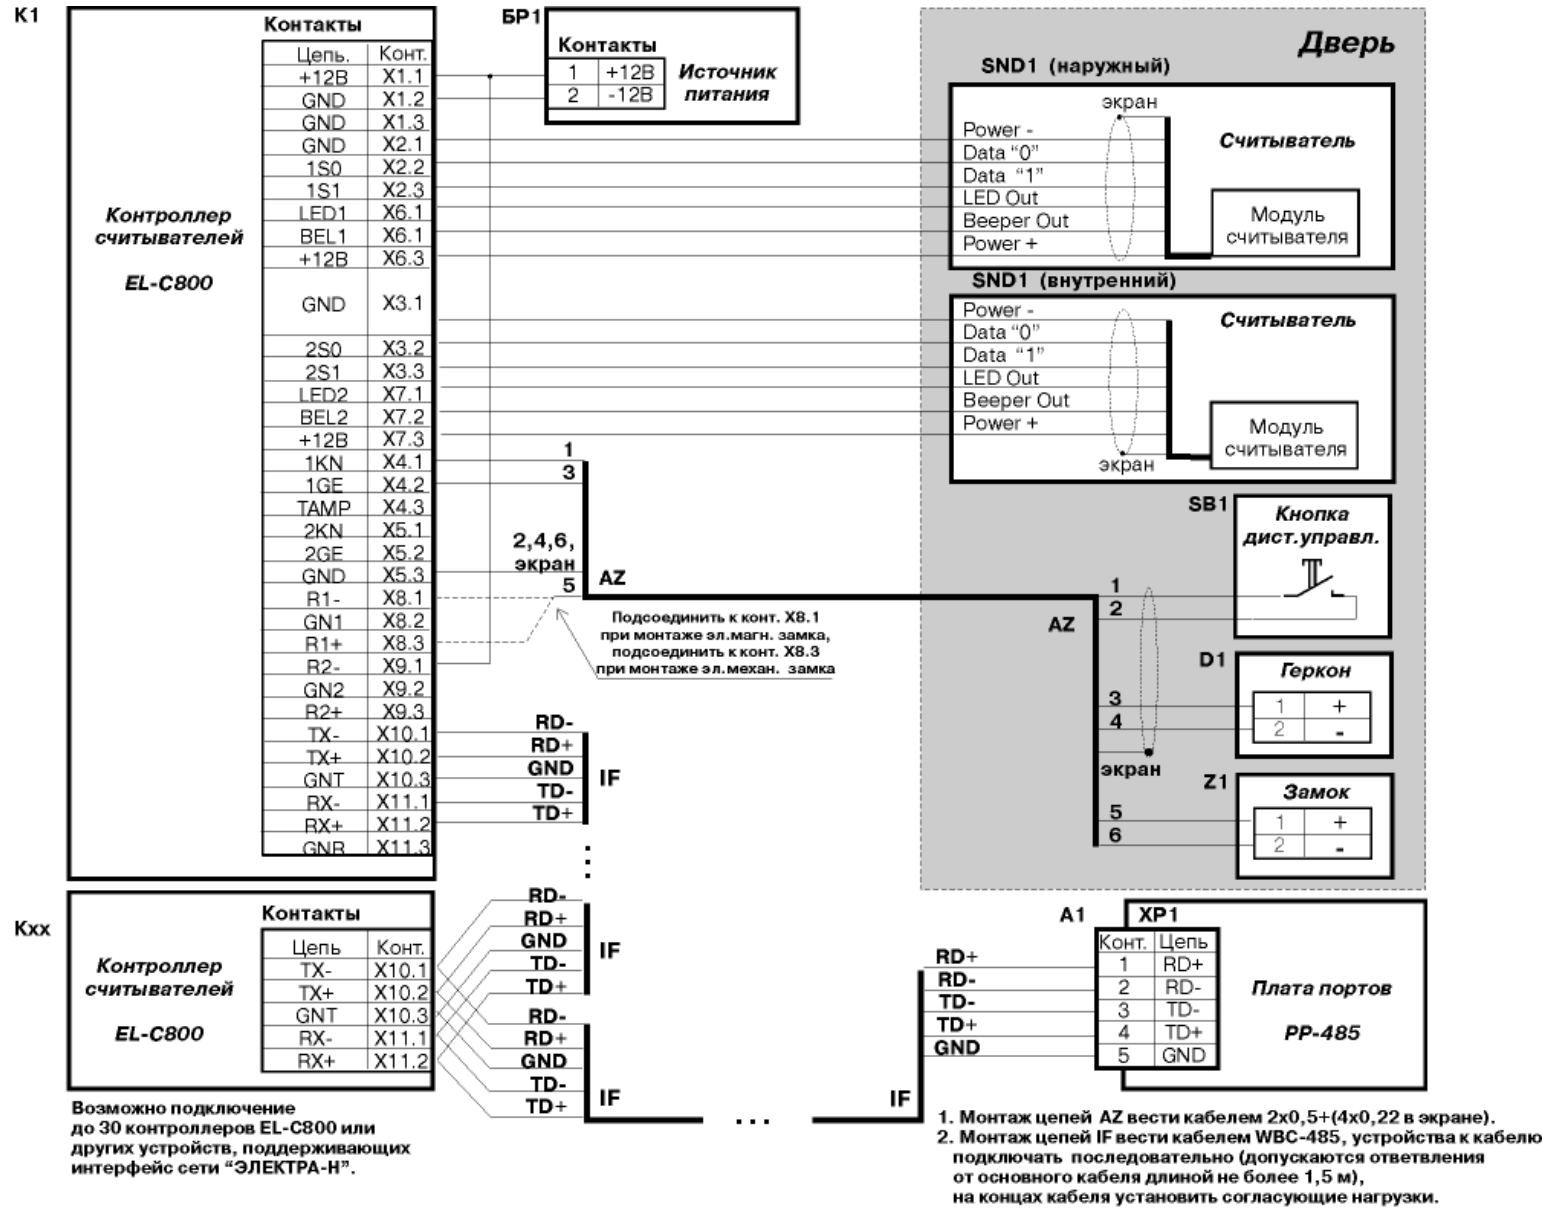 К1
Контакты
Цепь. Конт.
+12В X1.1
GND X1.2
GND X1.3
GND X2.1
1S0 X2.2
1S1 X2.3
LED1 X6.1
BEL1 X6.1
+12В X6.3
GND X3.1
2S0 X3.2
2S1 X3.3
LED2 X7.1
BEL2 X7.2
+12В X7.3
1KN X4.1
1GE X4.2
TAMP X4.3
2KN X5.1
2GE X5.2
GND X5.3
R1- X8.1
GN1 X8.2
R1+ X8.3
R2- X9.1
GN2 X9.2
R2+ X9.3
TX- X10.1
TX+ X10.2
GNT X10.3
RX- X11.1
RX+ X11.2
GNR X11.3
Контроллер
считывателей
EL-C800
БР1
Контакты
1 +12В
2 -12В
Источник
питания
Дверь
SND1 (наружный)
экран
Power -
Data “0”
Data “1”
LED Out
Beeper Out
Power +
Считыватель
Модуль
считывателя
SND1 (внутренний)
Power -
Data “0”
Data “1”
LED Out
Beeper Out
Power +
экран
Считыватель
Модуль
считывателя
1
3
2,4,6,
экран
5
AZ
Подсоединить к конт. X8.1
при монтаже эл.магн. замка,
подсоединить к конт. X8.3
при монтаже эл.механ. замка
SB1
Кнопка
дист.управл.
1
2
AZ
D1
Геркон
1 +
2 -
3
4
экран
Z1
Замок
1 +
2 -
5
6
RD-
RD+
GND
TD-
TD+
IF
Кхх
Контакты
Цепь Конт.
TX- X10.1
TX+ X10.2
GNT X10.3
RX- X11.1
RX+ X11.2
Контроллер
считывателей
EL-C800
RD-
RD+
GND
TD-
TD+
IF
RD-
RD+
GND
TD-
TD+
IF
...
IF
RD+
RD-
TD-
TD+
GND
A1
XP1
Конт. Цепь
1 RD+
2 RD-
3 TD-
4 TD+
5 GND
Плата портов
PP-485
Возможно подключение
до 30 контроллеров EL-C800 или
других устройств, поддерживающих
интерфейс сети “ЭЛЕКТРА-Н”.
1. Монтаж цепей AZ вести кабелем 2х0,5+(4х0,22 в экране).
2. Монтаж цепей IF вести кабелем WBC-485, устройства к кабелю
подключать последовательно (допускаются ответвления
от основного кабеля длиной не более 1,5 м),
на концах кабеля установить согласующие нагрузки.